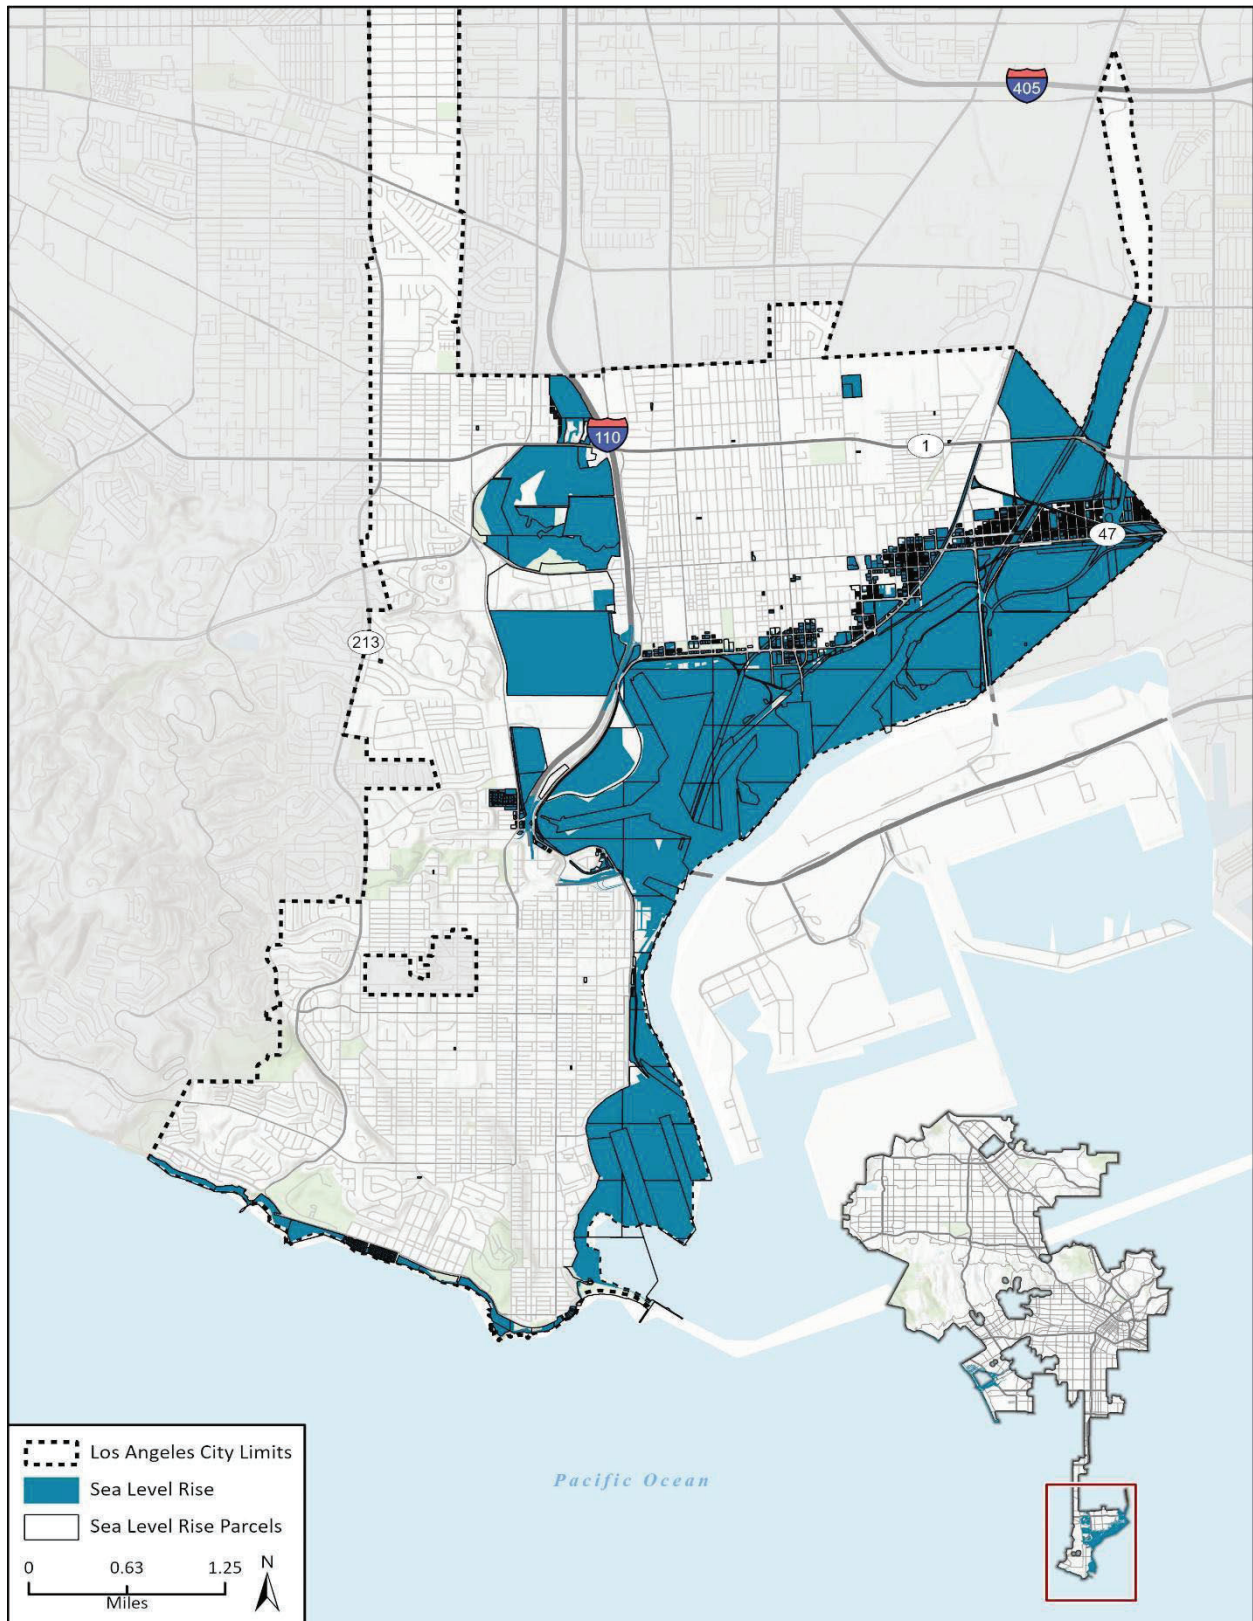 405
110
1
47
213
Pacific Ocean
Los Angeles City Limits
Sea Level Rise
Sea Level Rise Parcels
0 0.63 1.25
Miles
N